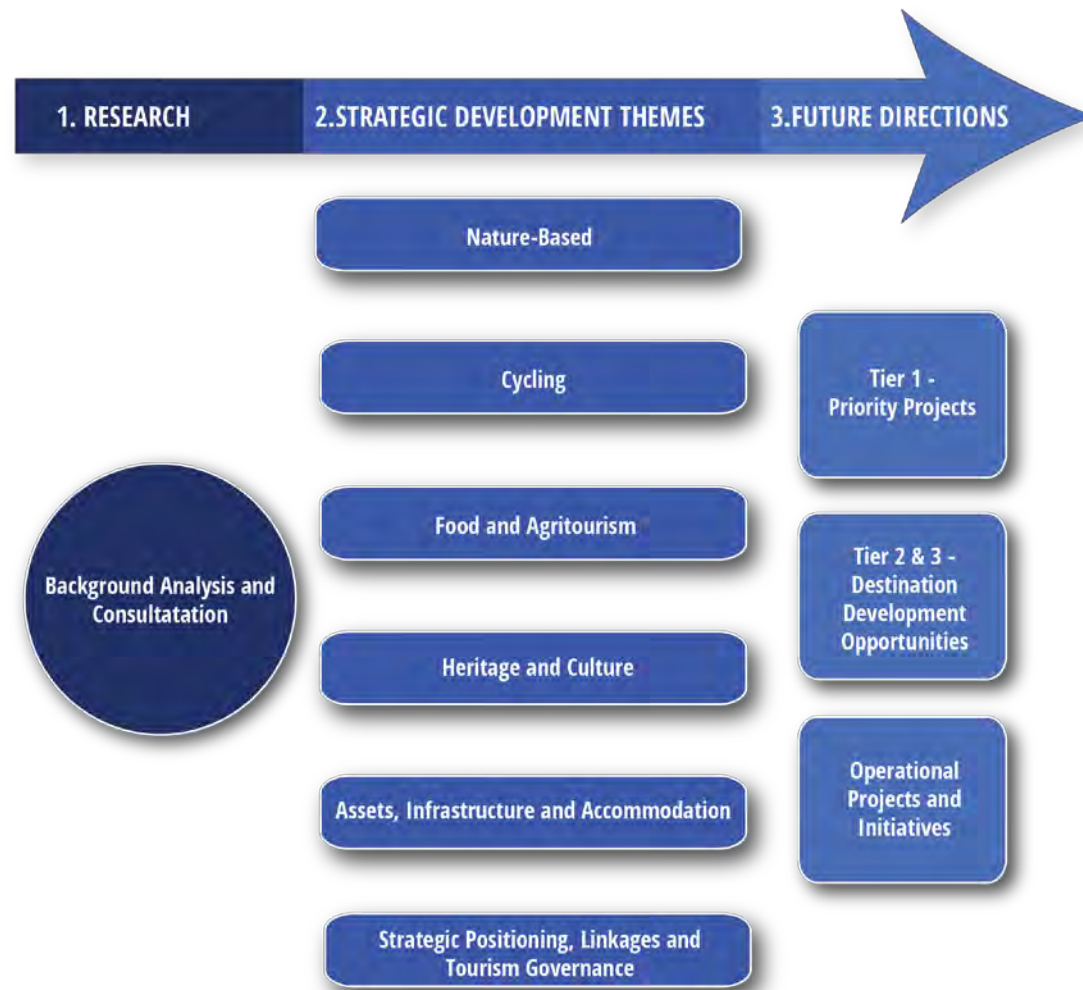 1. RESEARCH
2.STRATEGIC DEVELOPMENT THEMES
3.FUTURE DIRECTIONS
Background Analysis and
Consultatation
Nature-Based
Cycling
Food and Agritourism
Heritage and Culture
Assets, Infrastructure and Accommodation
Strategic Positioning, Linkages and
Tourism Governance
Tier 1 -
Priority Projects
Tier 2 & 3 -
Destination
Development
Opportunities
Operational
Projects and
Initiatives